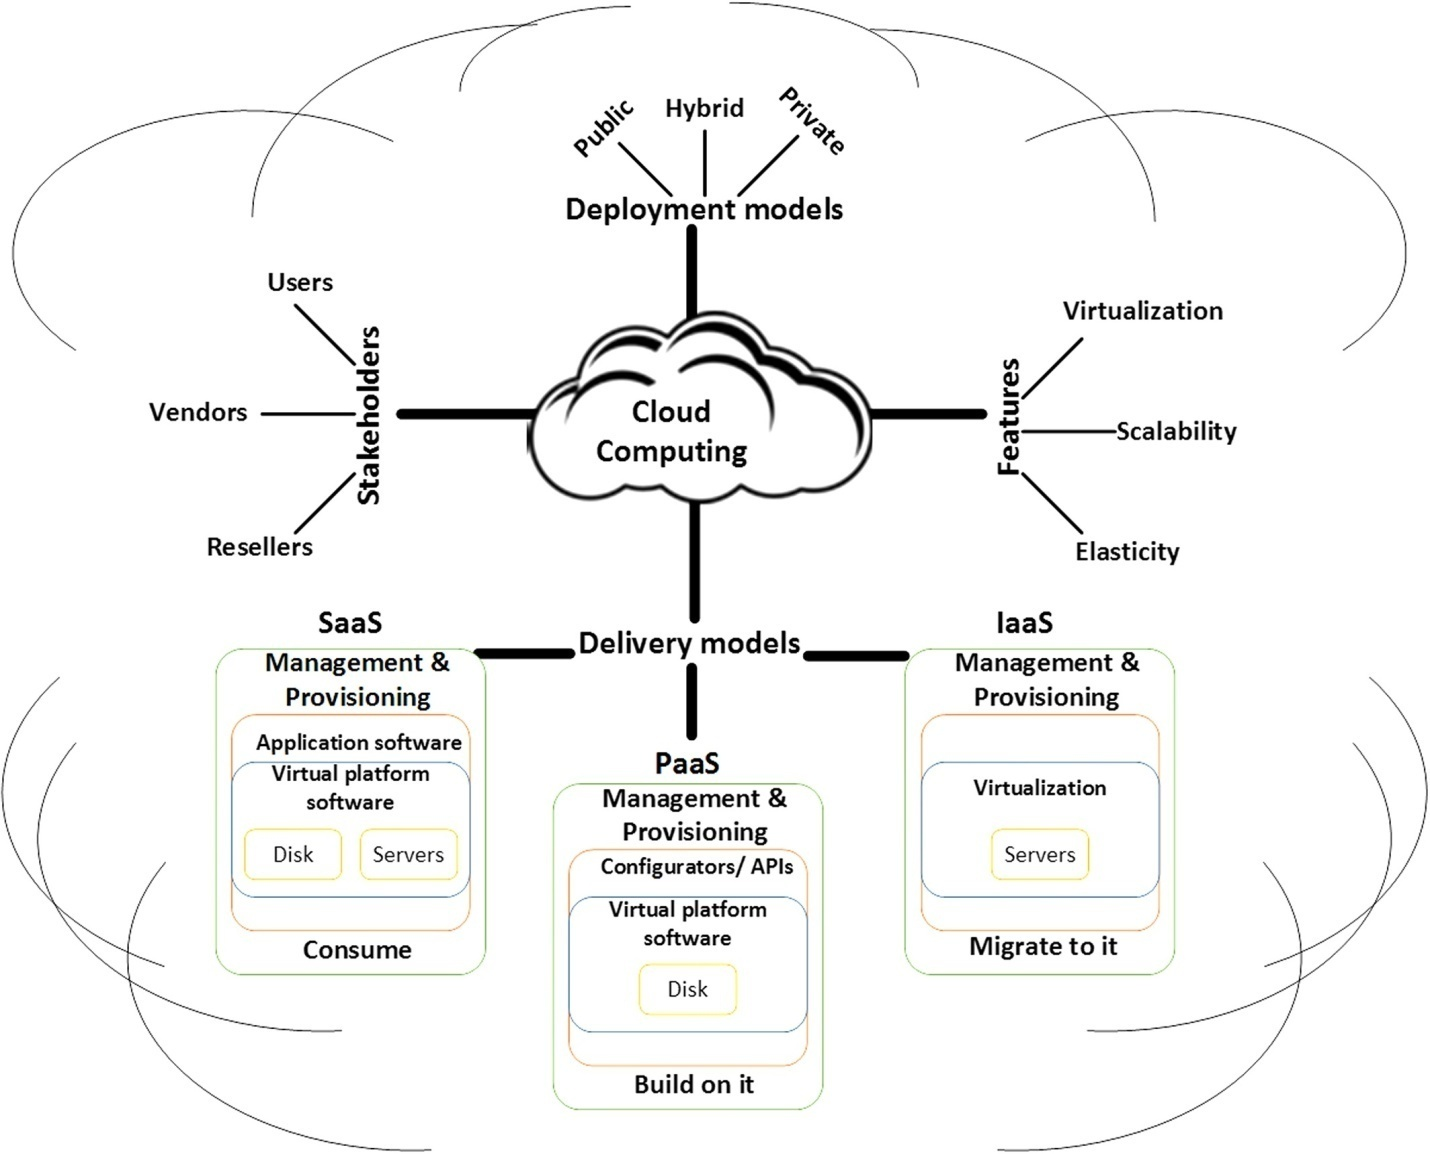 Public
Hybrid
Private
Deployment models
Users
Vendors
Resellers
Stakeholders
Cloud
Computing
Features
Virtualization
Scalability
Elasticity
Delivery models
SaaS
Management &
Provisioning
Application software
Virtual platform
software
Disk
Servers
Consume
PaaS
Management &
Provisioning
Configurators/ APIs
Virtual platform
software
Disk
Build on it
IaaS
Management &
Provisioning
Virtualization
Servers
Migrate to it